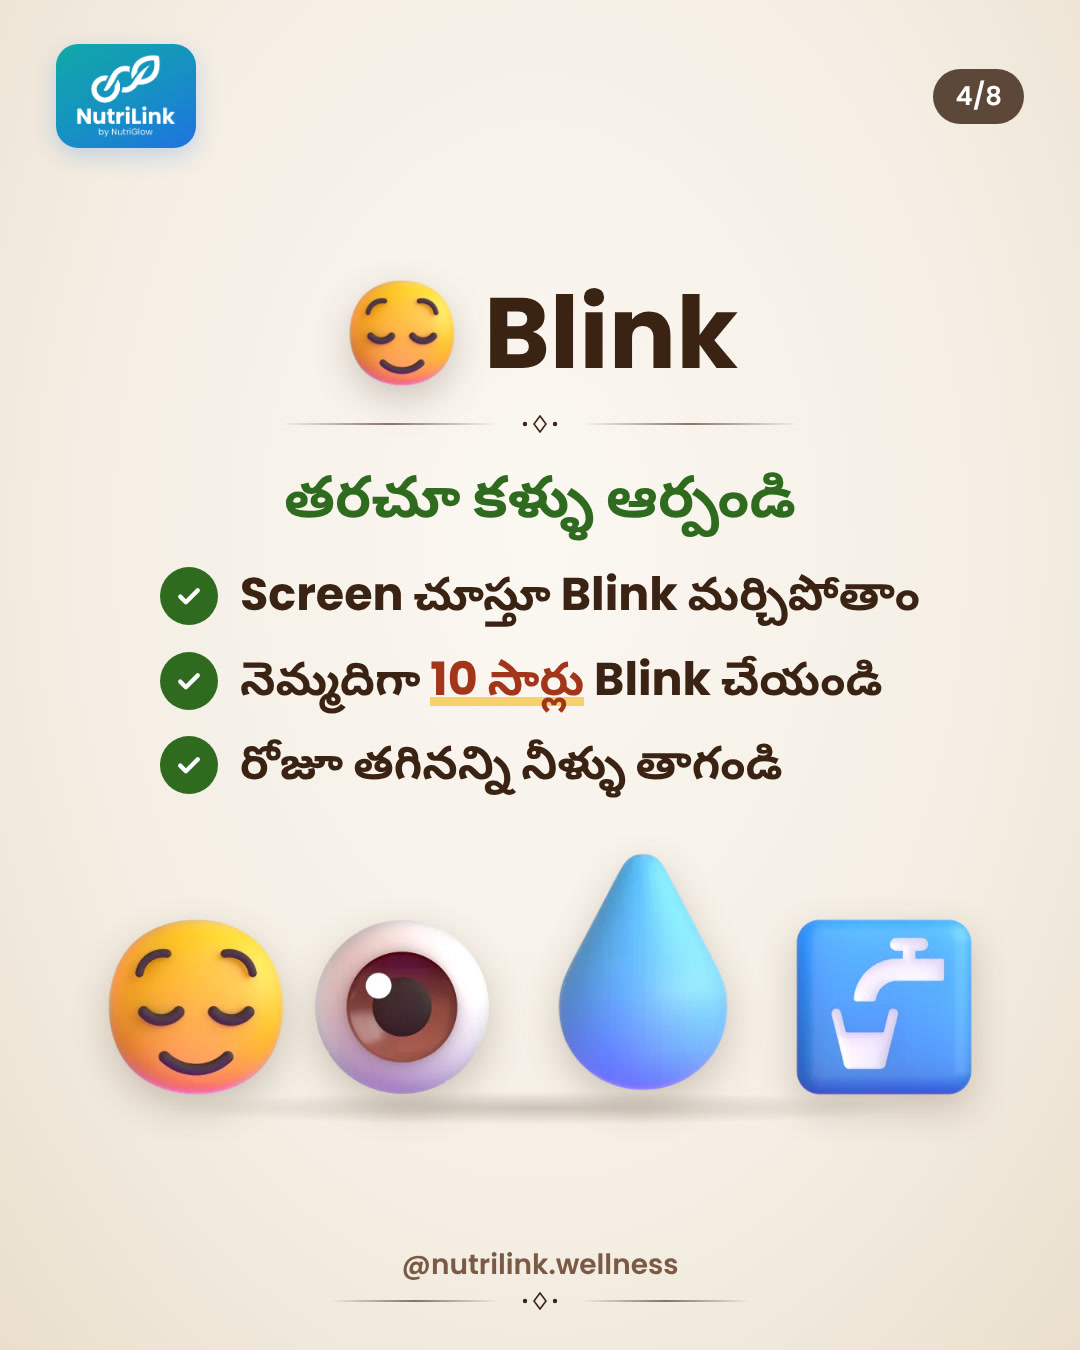 NutriLink
by NutriGlow
4/8
Blink
తరచూ కళ్ళు ఆర్పండి
Screen చూస్తూ Blink మర్చిపోతాం
నెమ్మదిగా 10 సార్లు Blink చేయండి
రోజూ తగినన్ని నీళ్ళు తాగండి
@nutrilink.wellness